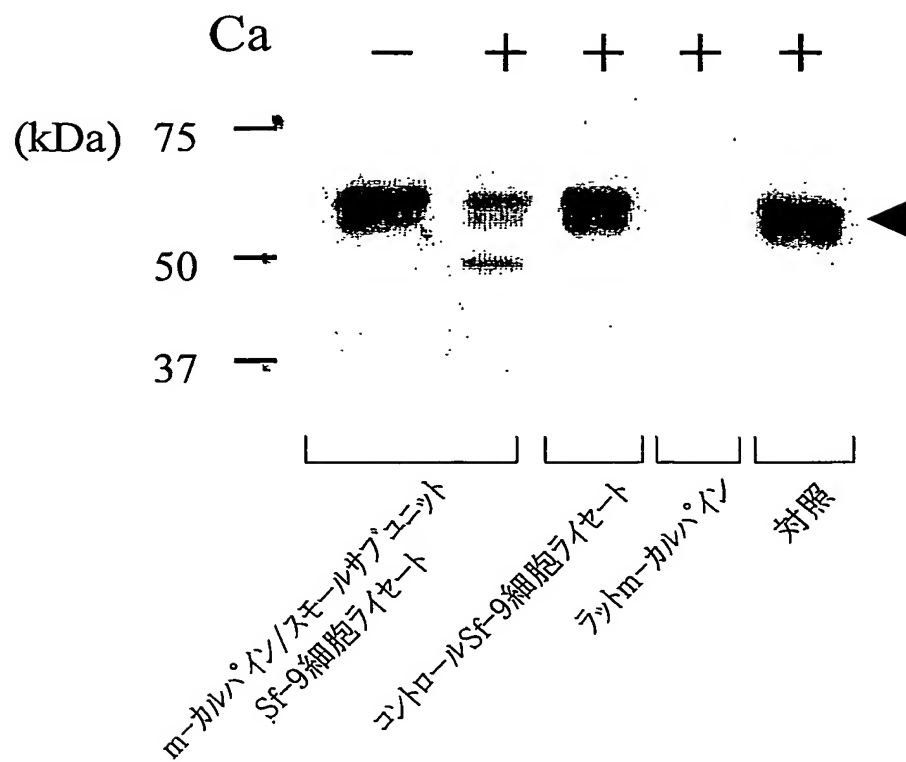 Ca − + + + +
(kDa) 75
50
37
m-カルパイン/スモールサブユニット
Sf-9細胞ライセート
コントロールSf-9細胞ライセート
ラットm-カルパイン
対照